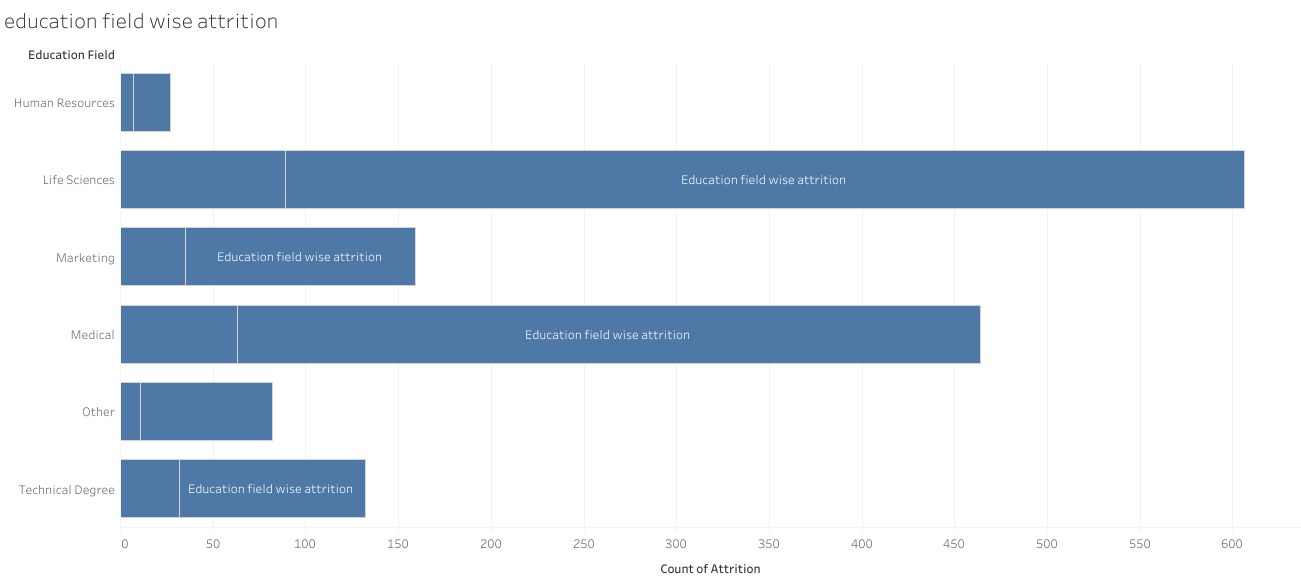 education field wise attrition
Education Field
Human Resources
Life Sciences
Education field wise attrition
Marketing
Education field wise attrition
Medical
Education field wise attrition
Other
Technical Degree
Education field wise attrition
0 50 100 150 200 250 300 350 400 450 500 550 600
Count of Attrition